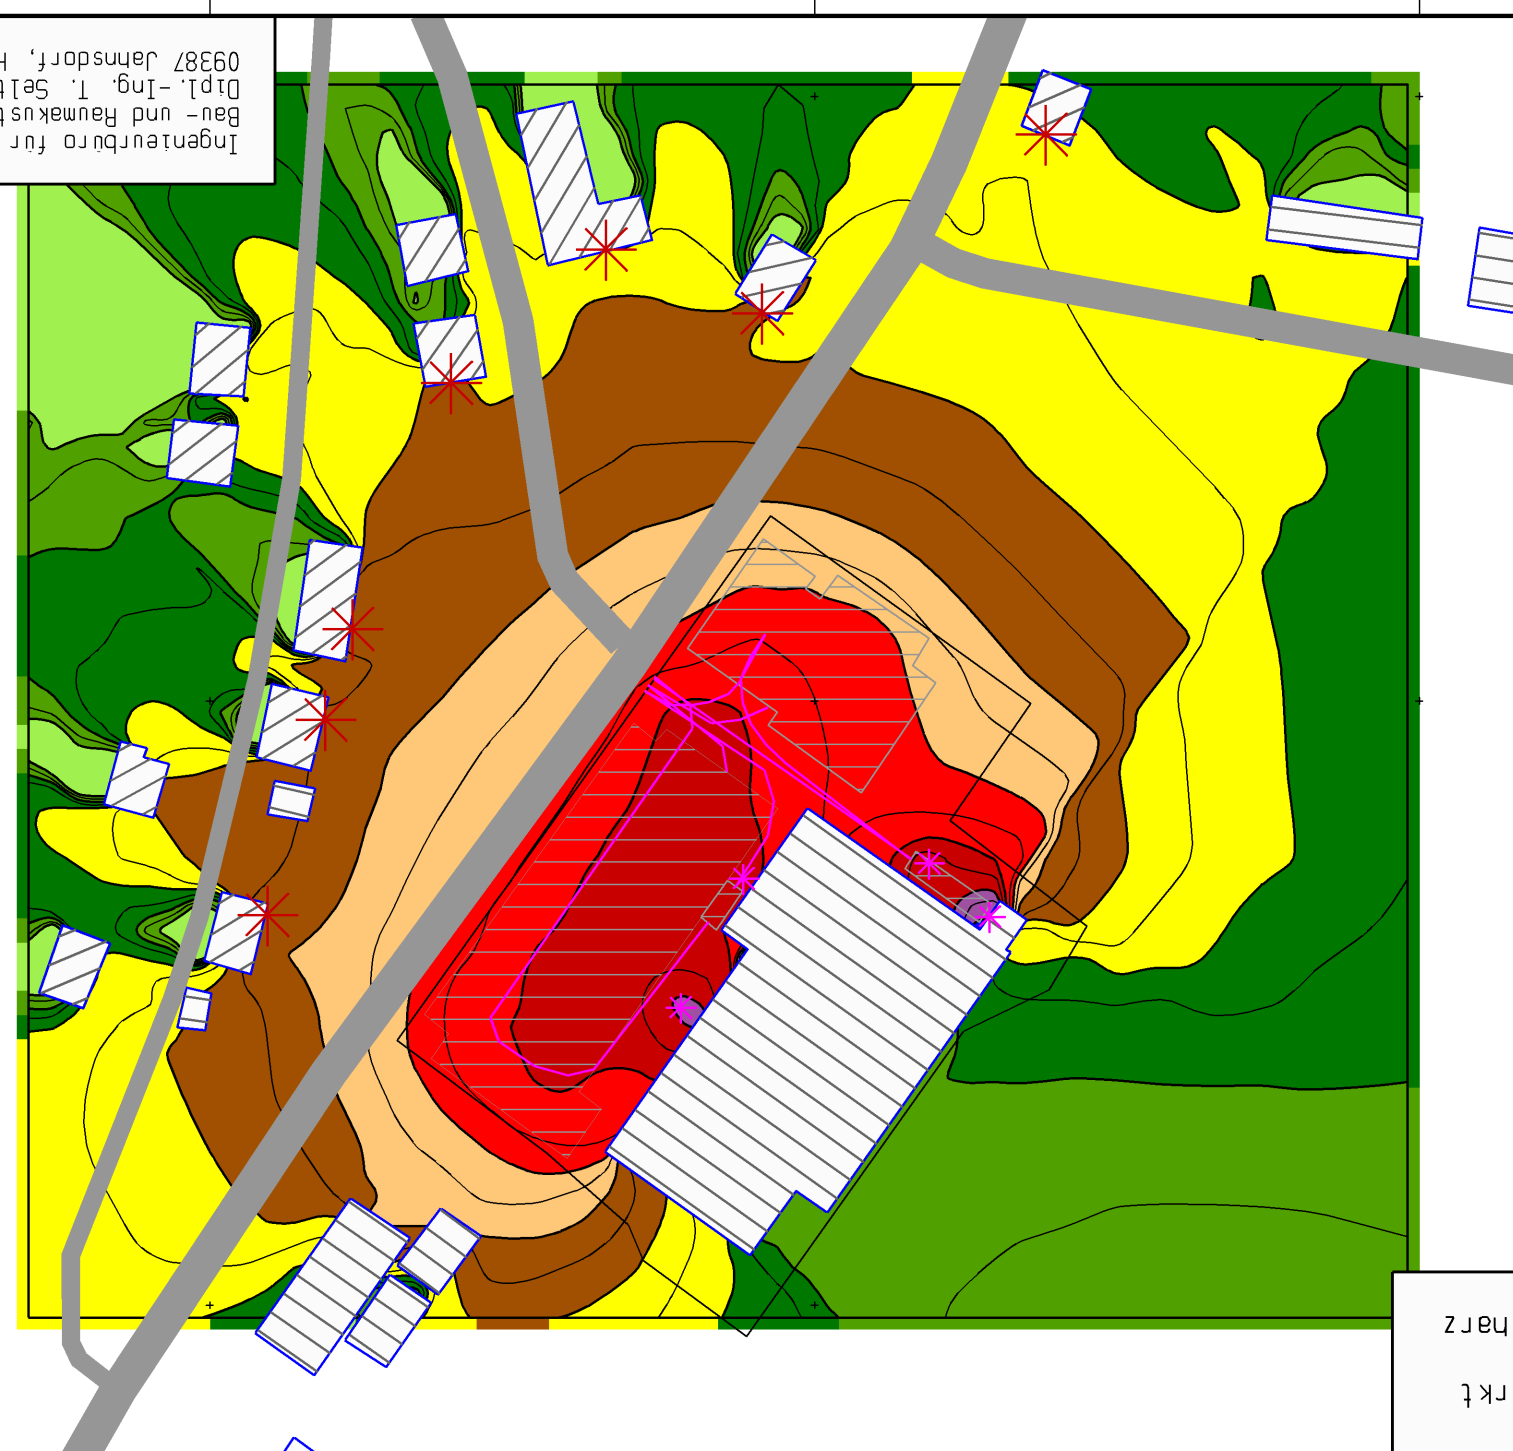 rkt
harz
Ingenieurbüro für
Bau- und Raumakust
Dipl.-Ing. T. Selt
09387 Jahnsdorf, H